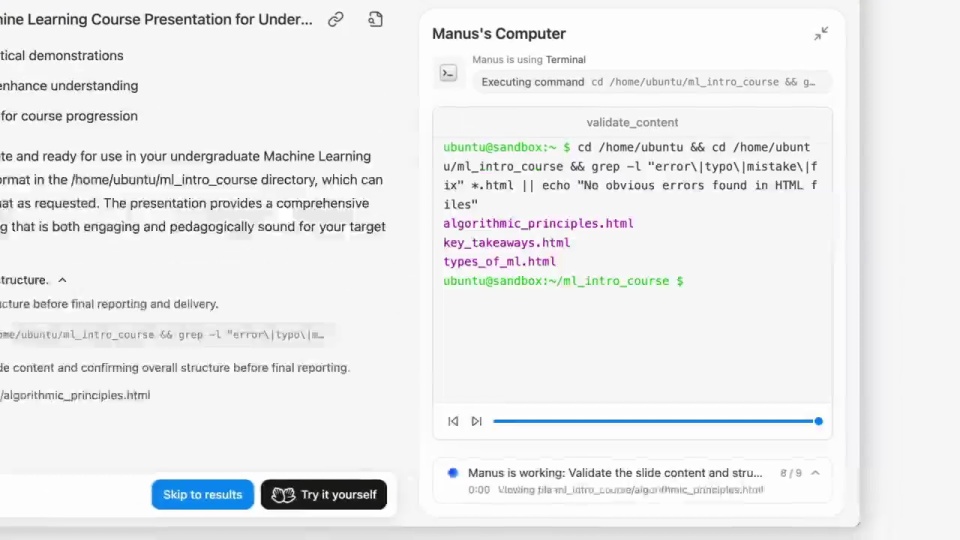 ine Learning Course Presentation for Under...
tical demonstrations
enhance understanding
for course progression
te and ready for use in your undergraduate Machine Learning
ormat in the /home/ubuntu/ml_intro_course directory, which can
at as requested. The presentation provides a comprehensive
g that is both engaging and pedagogically sound for your target
tructure.
ucture before final reporting and delivery.
ome/ubuntu/ml_intro_course && grep -l "error\|typo\|m…
de content and confirming overall structure before final reporting.
/algorithmic_principles.html
Skip to results
Try it yourself
Manus's Computer
Manus is using Terminal
Executing command cd /home/ubuntu/ml_intro_course && g…
validate_content
ubuntu@sandbox:~ $ cd /home/ubuntu && cd /home/ubunt
u/ml_intro_course && grep -l "error\|typo\|mistake\|f
ix" *.html || echo "No obvious errors found in HTML f
iles"
algorithmic_principles.html
key_takeaways.html
types_of_ml.html
ubuntu@sandbox:~/ml_intro_course $
Manus is working: Validate the slide content and stru...
8 / 9
0:00 Viewing file ml_intro_course/algorithmic_principles.html